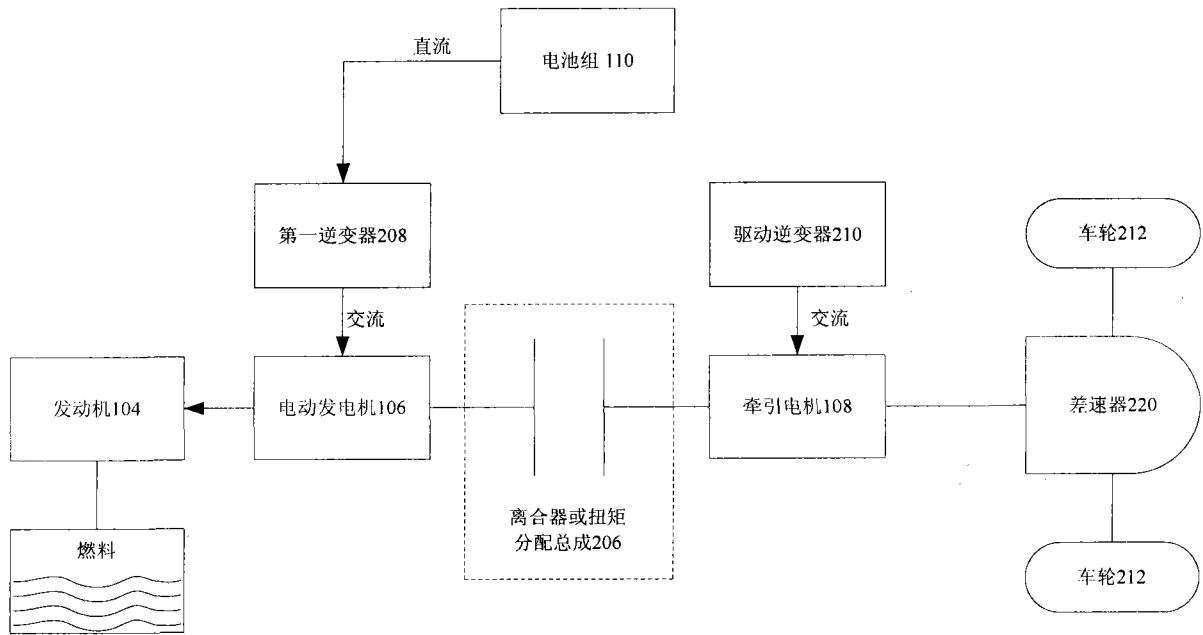 直流
电池组 110
第一逆变器208
驱动逆变器210
车轮212
交流
交流
发动机104
电动发电机106
牵引电机108
差速器220
离合器或扭矩
分配总成206
燃料
车轮212